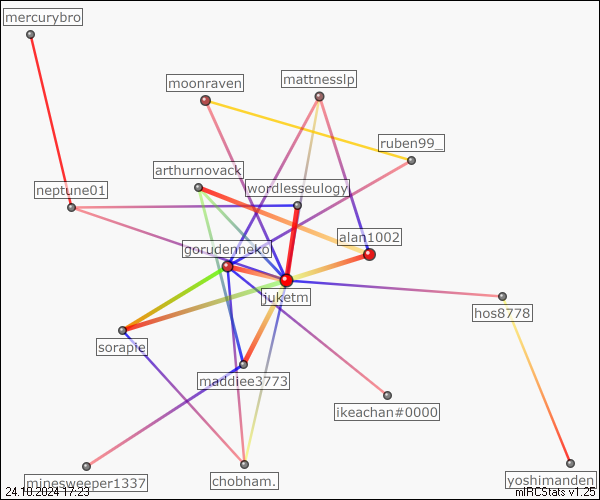 mercurybro
mattnesslp
moonraven
ruben99_
arthurnovack
wordlesseulogy
neptune01
alan1002
gorudenneko
juketm
hos8778
sorapie
maddiee3773
ikeachan#0000
minesweeper1337
chobham.
yoshimanden
24.10.2024 17:23
mIRCStats v1.25